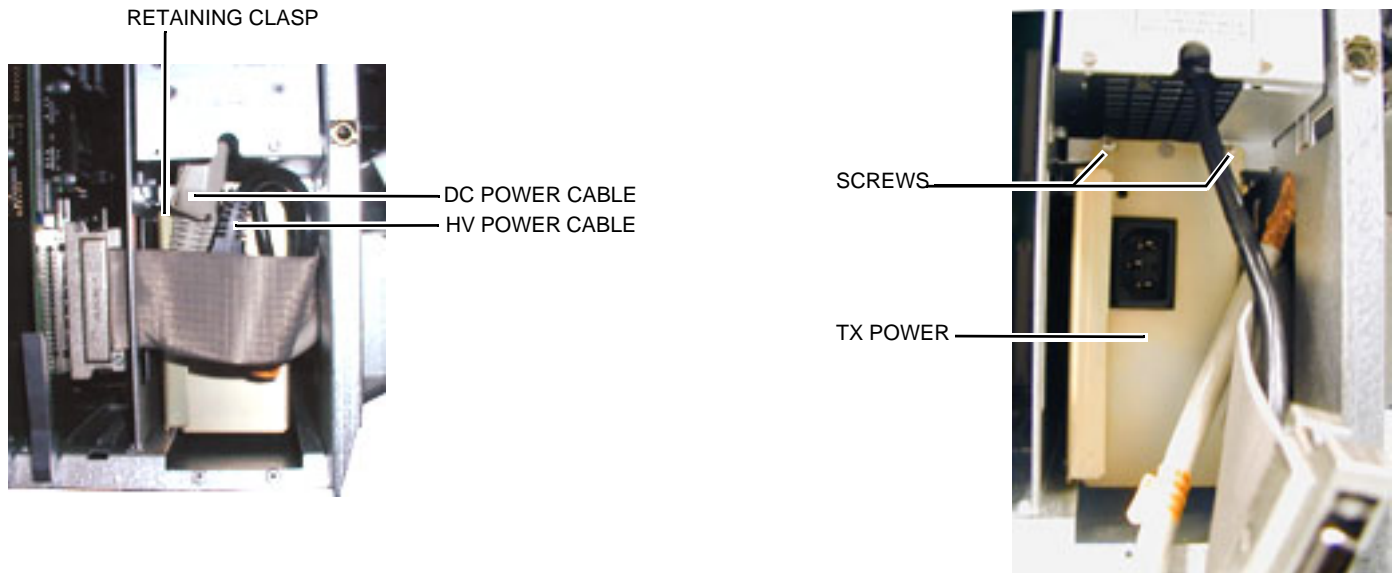 RETAINING CLASP
DC POWER CABLE
HV POWER CABLE
SCREWS
TX POWER